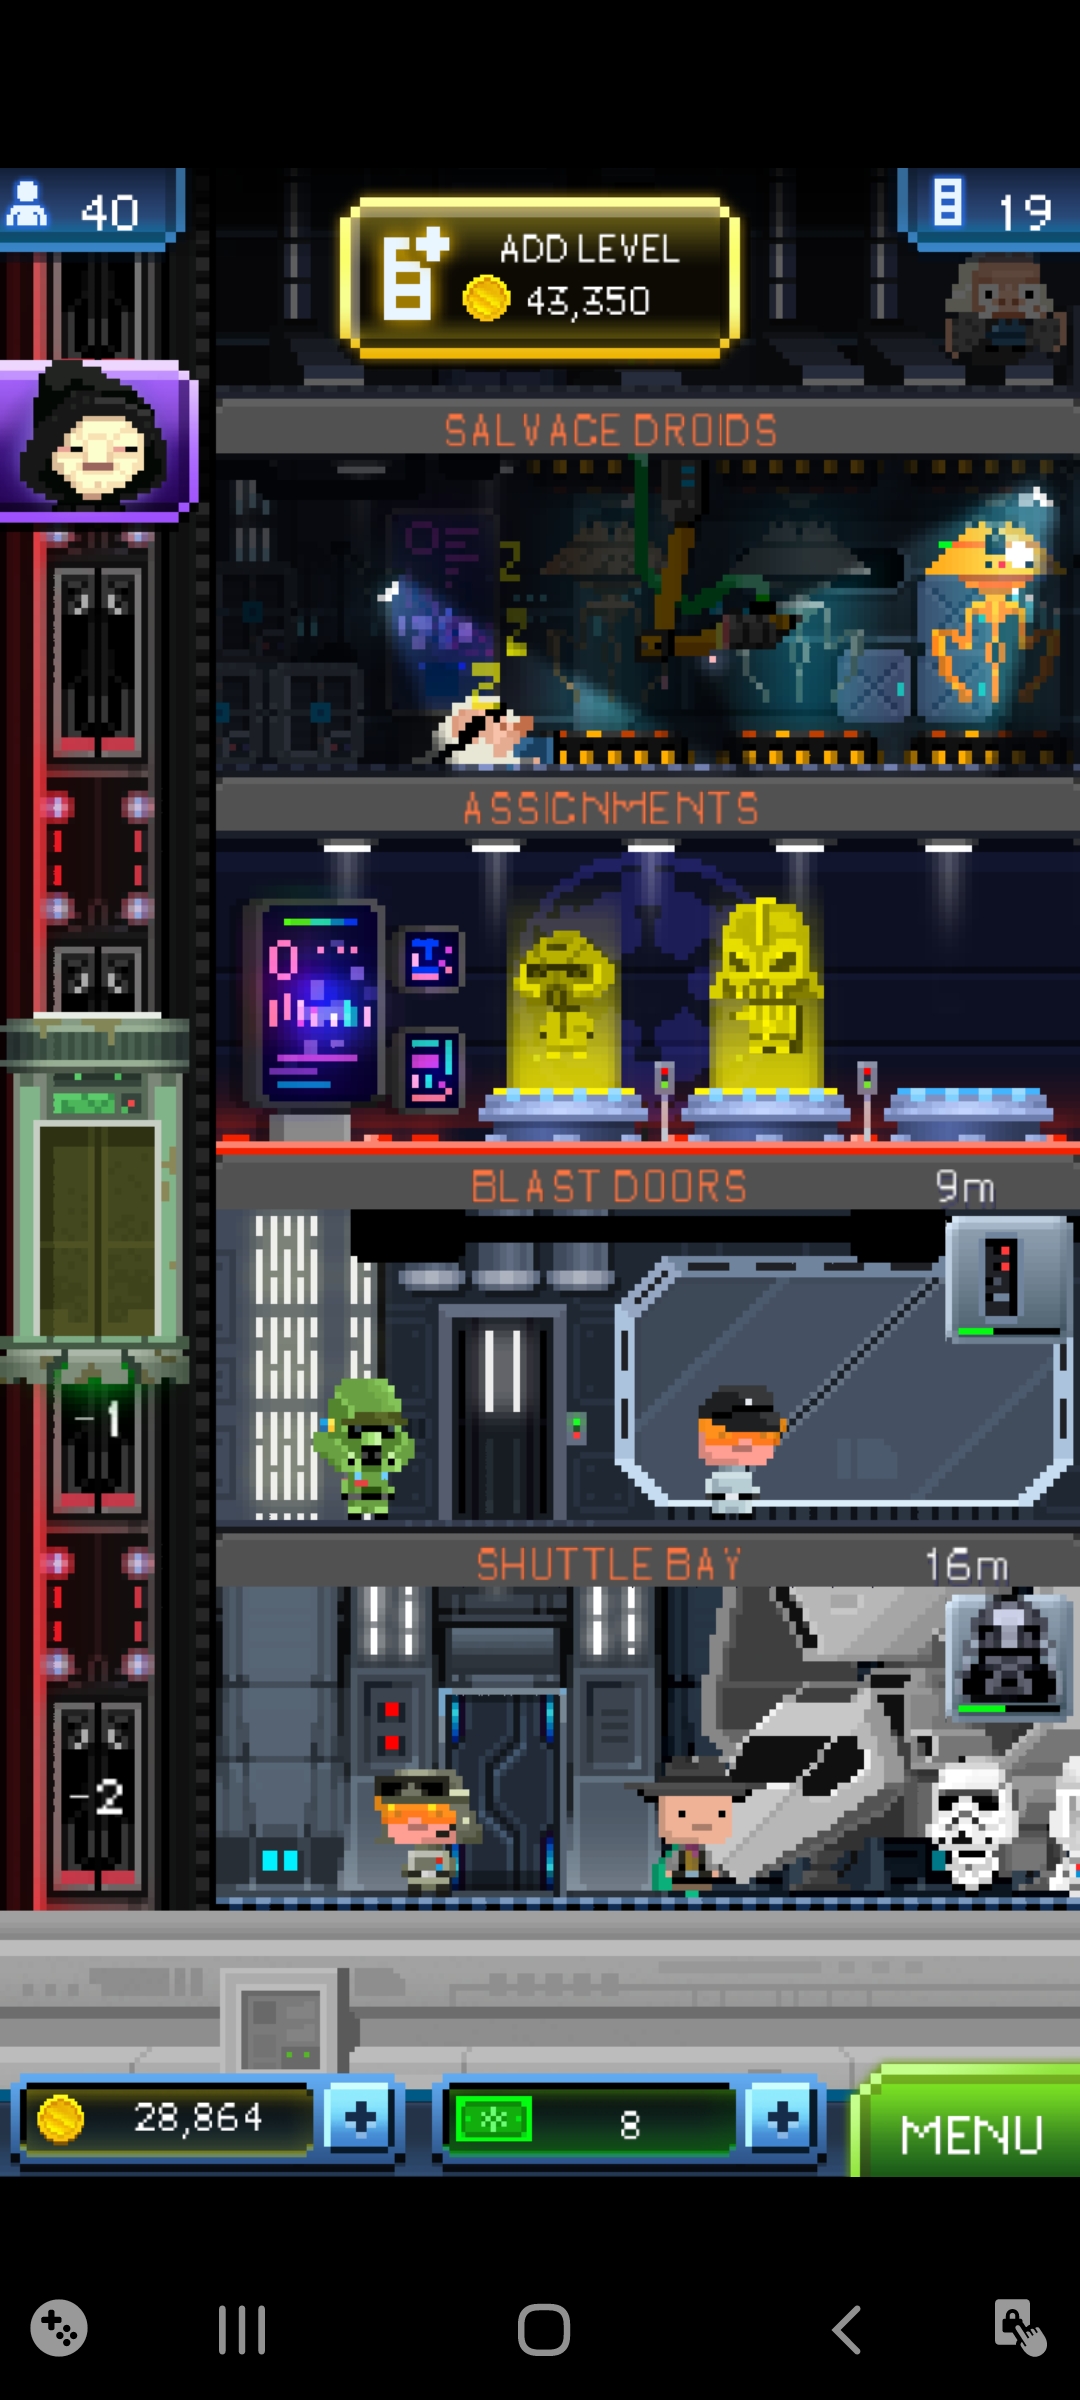 40
ADD LEVEL
43,350
19
SALVAGE DROIDS
ASSIGNMENTS
BLAST DOORS 9m
-1
SHUTTLE BAY 16m
-2
28,864
8
MENU